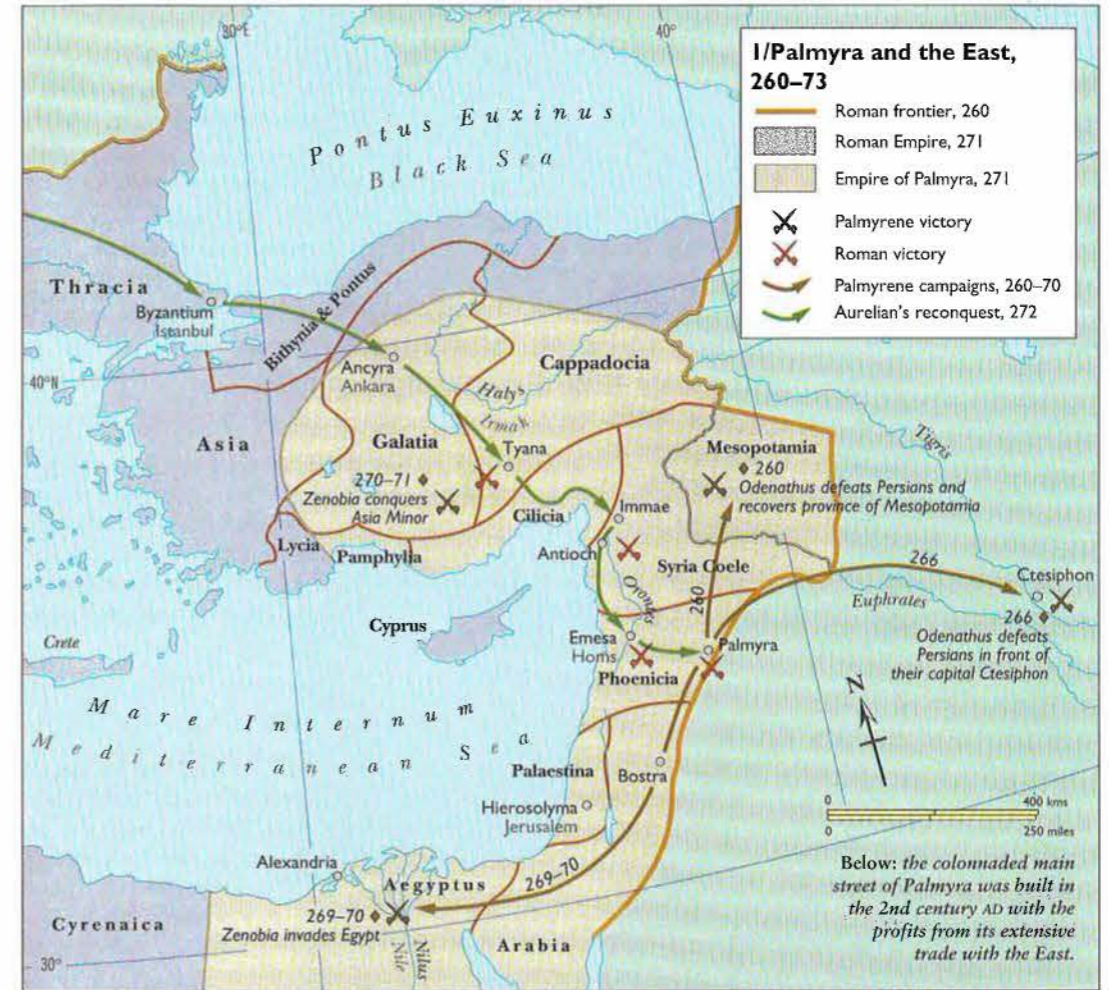 30°E
40°
1/Palmyra and the East,
260–73
Roman frontier, 260
Roman Empire, 271
Empire of Palmyra, 271
Palmyrene victory
Roman victory
Palmyrene campaigns, 260–70
Aurelian's reconquest, 272
Pontus Euxinus
Black Sea
Thracia
Byzantium
Istanbul
Bithynia & Pontus
Ancyra
Ankara
Cappadocia
40°N
Halys
Irmak
Asia
Galatia
Tyana
Mesopotamia
Tigris
260
Odenathus defeats Persians and
recovers province of Mesopotamia
270–71
Zenobia conquers
Asia Minor
Cilicia
Immae
Lycia
Pamphylia
Antioch
Syria Coele
266
Ctesiphon
Orontes
260
Euphrates
266
Odenathus defeats
Persians in front of
their capital Ctesiphon
Cyprus
Crete
Emesa
Homs
Palmyra
Phoenicia
N
Mare Internum
Mediterranean Sea
Palaestina
Bostra
Hierosolyma
Jerusalem
0
400 kms
0
250 miles
Alexandria
Aegyptus
269–70
269–70
Zenobia invades Egypt
Nile
Nilus
Cyrenaica
Arabia
30°
Below: the colonnaded main
street of Palmyra was built in
the 2nd century AD with the
profits from its extensive
trade with the East.